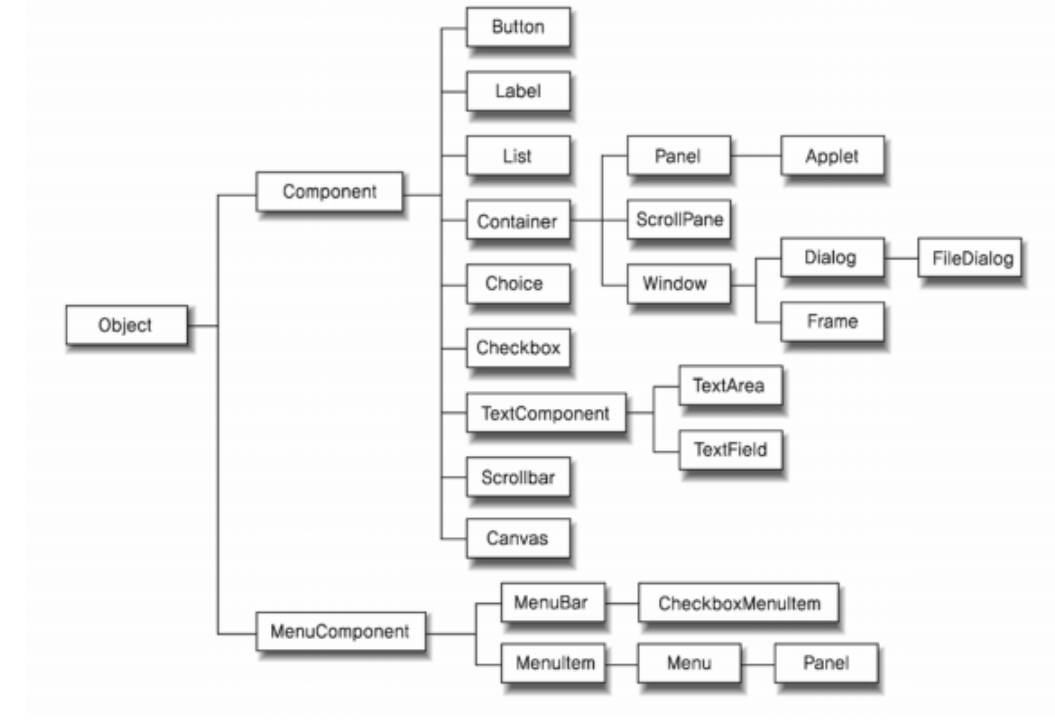 Button
Label
List
Panel
Applet
Component
Container
ScrollPane
Dialog
FileDialog
Choice
Window
Object
Frame
Checkbox
TextArea
TextComponent
TextField
Scrollbar
Canvas
MenuBar
CheckboxMenuItem
MenuComponent
MenuItem
Menu
Panel